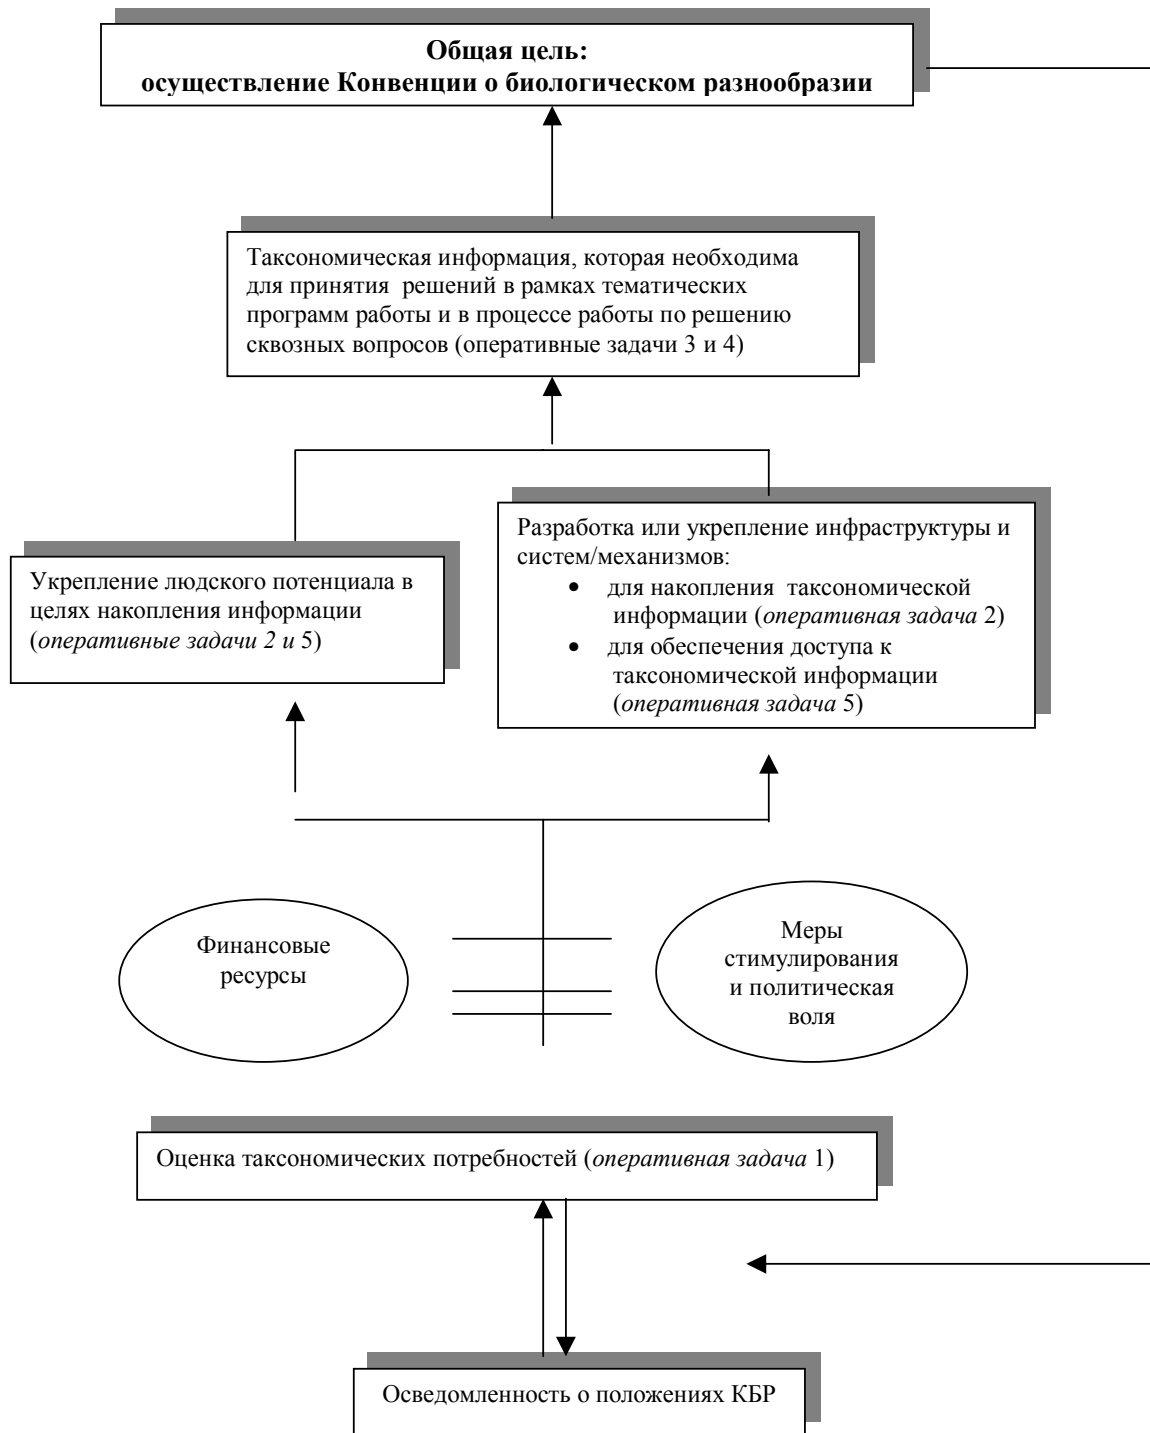 Общая цель:
осуществление Конвенции о биологическом разнообразии
Таксономическая информация, которая необходима
для принятия решений в рамках тематических
программ работы и в процессе работы по решению
сквозных вопросов (оперативные задачи 3 и 4)
Укрепление людского потенциала в
целях накопления информации
(оперативные задачи 2 и 5)
Разработка или укрепление инфраструктуры и
систем/механизмов:
• для накопления таксономической
информации (оперативная задача 2)
• для обеспечения доступа к
таксономической информации
(оперативная задача 5)
Финансовые
ресурсы
Меры
стимулирования
и политическая
воля
Оценка таксономических потребностей (оперативная задача 1)
Осведомленность о положениях КБР